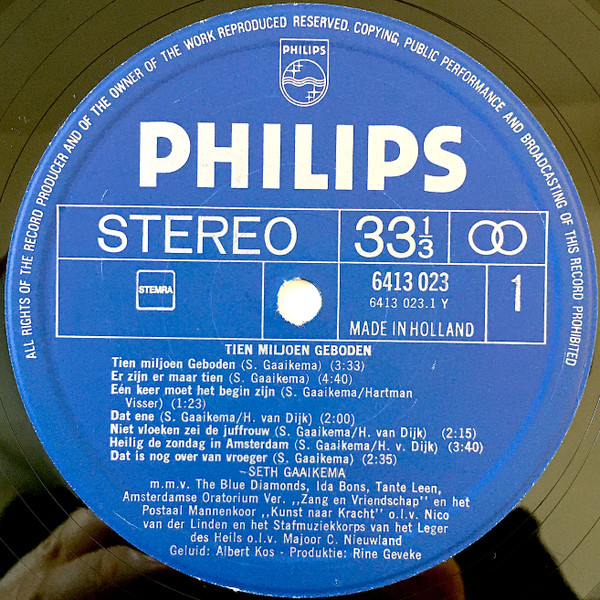 ALL RIGHTS OF THE RECORD PRODUCER AND OF THE OWNER OF THE WORK REPRODUCED RESERVED. COPYING, PUBLIC PERFORMANCE AND BROADCASTING OF THIS RECORD PROHIBITED
PHILIPS
PHILIPS
STEREO 33 1/3
STEMRA 6413 023 1
6413 023.1 Y
MADE IN HOLLAND
TIEN MILJOEN GEBODEN
Tien miljoen Geboden (S. Gaaikema) (3:33)
Er zijn er maar tien (S. Gaaikema) (4:40)
Eén keer moet het begin zijn (S. Gaaikema/Hartman
Visser) (1:23)
Dat ene (S. Gaaikema/H. van Dijk) (2:00)
Niet vloeken zei de juffrouw (S. Gaaikema/H. van Dijk) (2:15)
Heilig de zondag in Amsterdam (S. Gaaikema/H. v. Dijk) (3:40)
Dat is nog over van vroeger (S. Gaaikema) (2:35)
-SETH GAAIKEMA
m.m.v. The Blue Diamonds, Ida Bons, Tante Leen,
Amsterdamse Oratorium Ver. ,,Zang en Vriendschap" en het
Postaal Mannenkoor ,,Kunst naar Kracht" o.l.v. Nico
van der Linden en het Stafmuziekkorps van het Leger
des Heils o.l.v. Majoor C. Nieuwland
Geluid: Albert Kos - Produktie: Rine Geveke